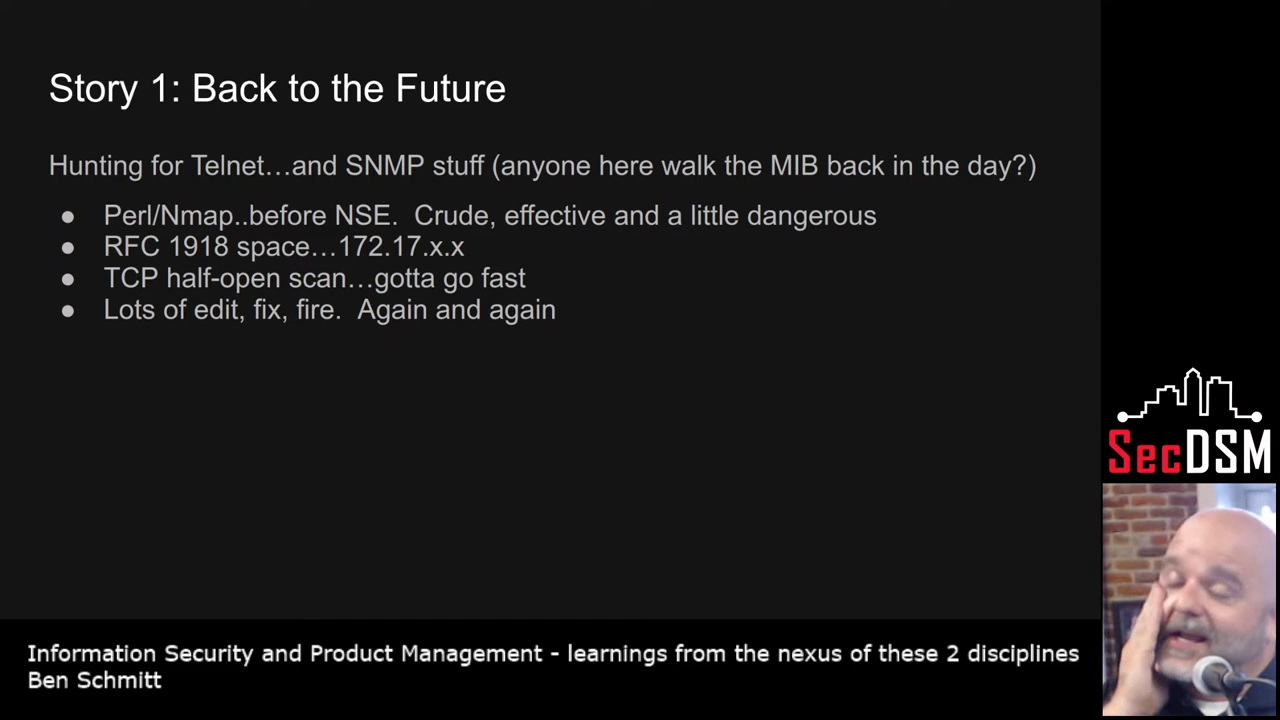 Story 1: Back to the Future
Hunting for Telnet…and SNMP stuff (anyone here walk the MIB back in the day?)
● Perl/Nmap..before NSE.  Crude, effective and a little dangerous
● RFC 1918 space…172.17.x.x
● TCP half-open scan…gotta go fast
● Lots of edit, fix, fire.  Again and again
SecDSM
Information Security and Product Management - learnings from the nexus of these 2 disciplines
Ben Schmitt